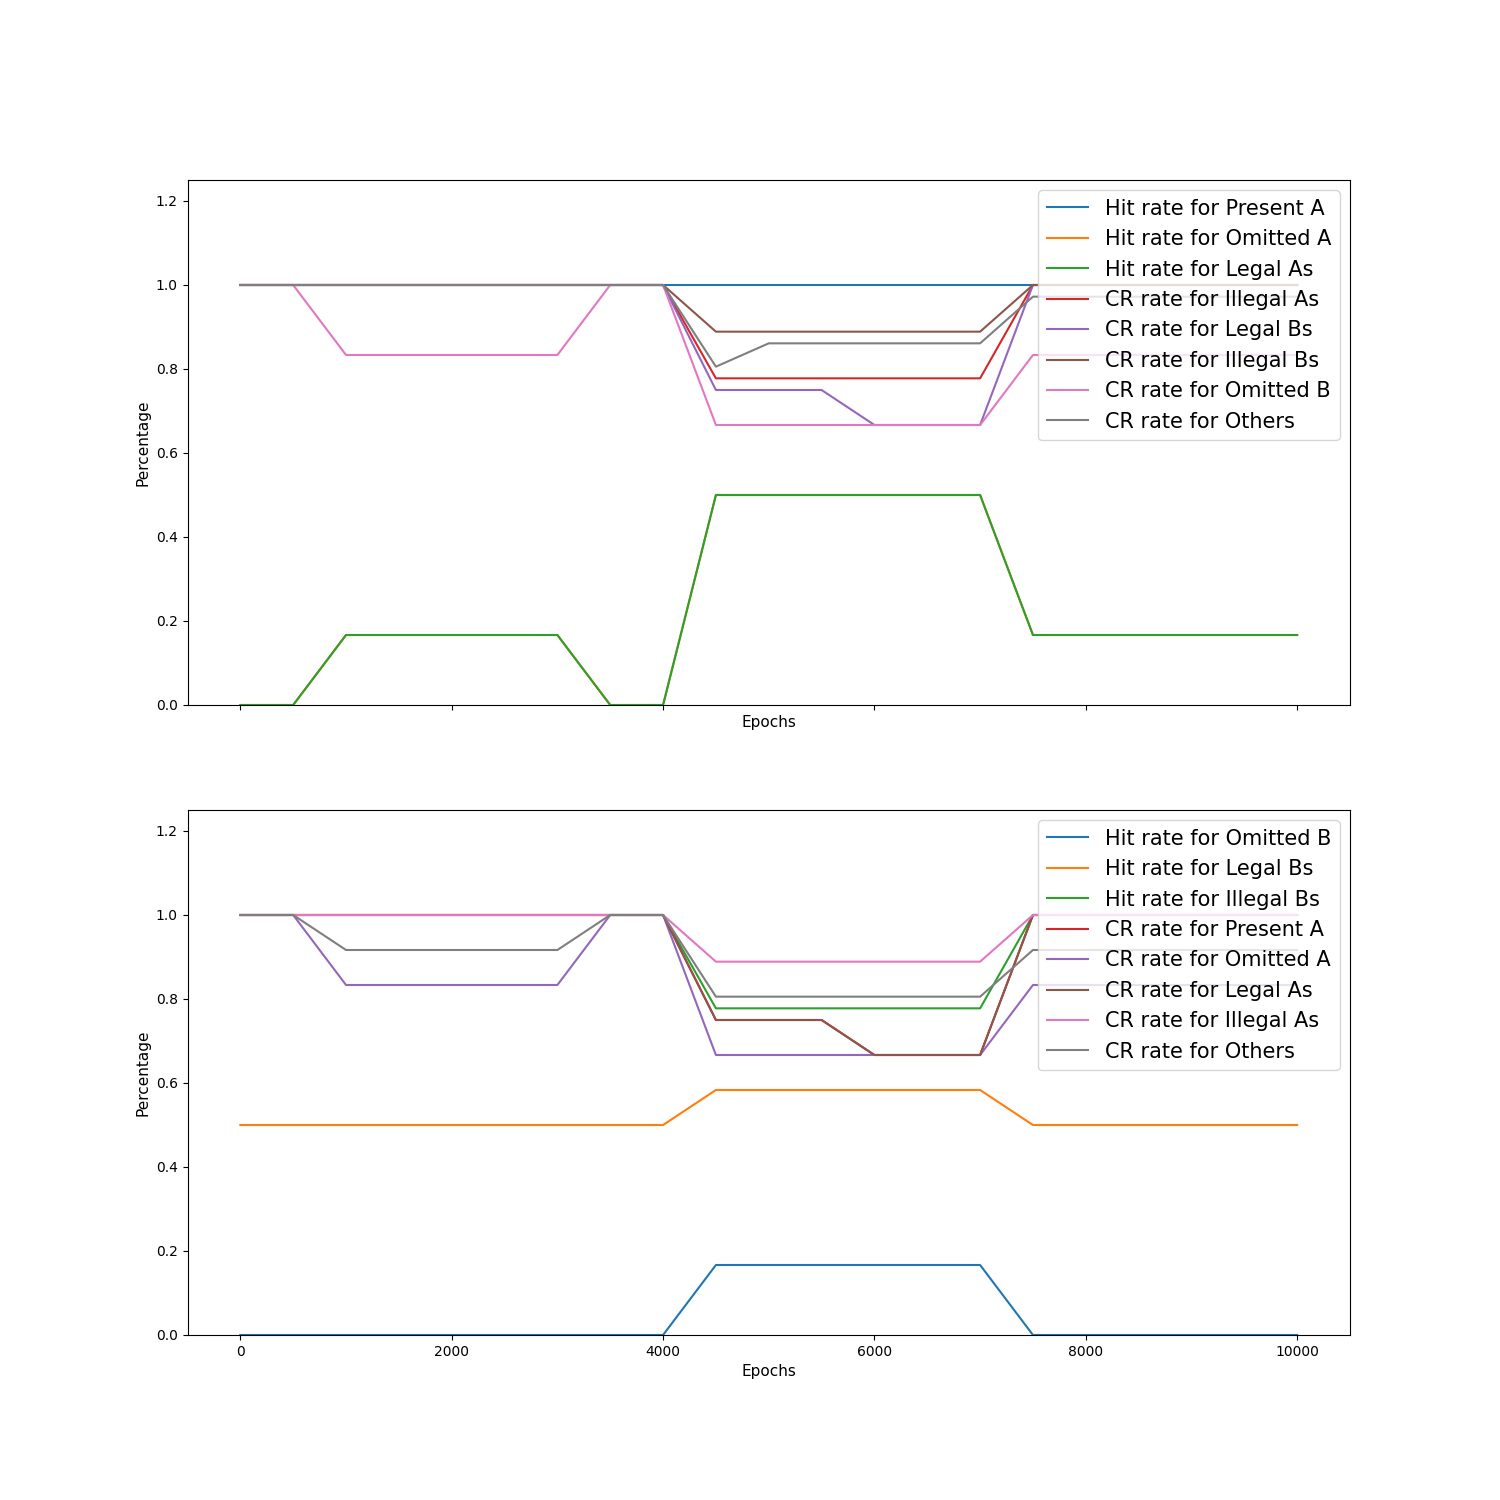 1.2
1.0
0.8
0.6
0.4
0.2
0.0
Percentage
Hit rate for Present A
Hit rate for Omitted A
Hit rate for Legal As
CR rate for Illegal As
CR rate for Legal Bs
CR rate for Illegal Bs
CR rate for Omitted B
CR rate for Others
Epochs
1.2
1.0
0.8
0.6
0.4
0.2
0.0
Percentage
Hit rate for Omitted B
Hit rate for Legal Bs
Hit rate for Illegal Bs
CR rate for Present A
CR rate for Omitted A
CR rate for Legal As
CR rate for Illegal As
CR rate for Others
0 2000 4000 6000 8000 10000
Epochs